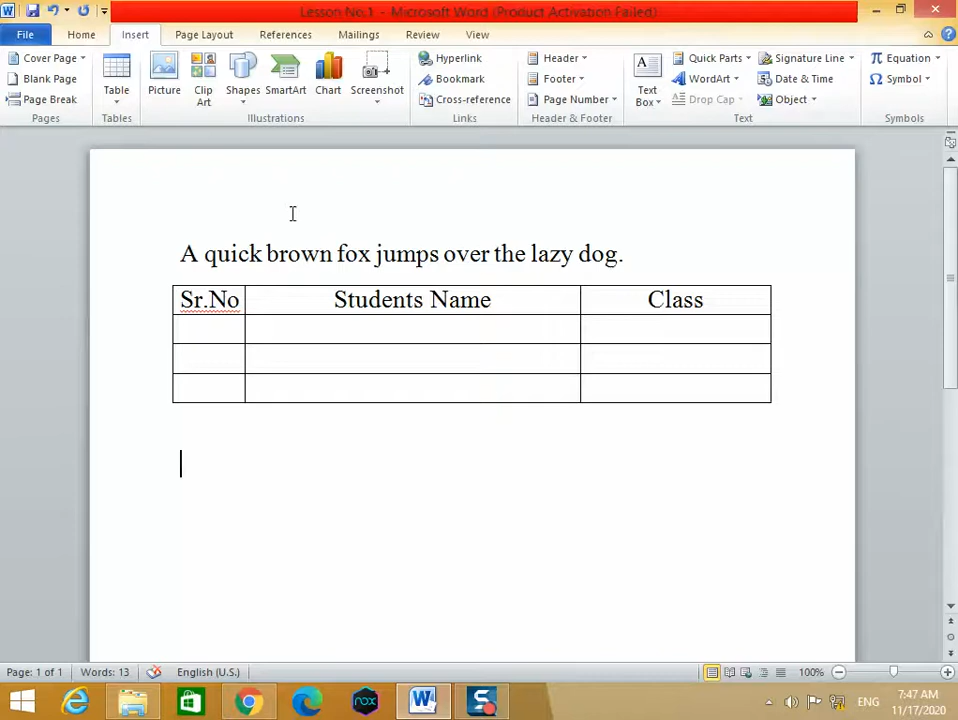 Lesson No.1 - Microsoft Word (Product Activation Failed)
File Home Insert Page Layout References Mailings Review View
Cover Page
Blank Page
Page Break
Pages
Table
Tables
Picture
Clip Art
Shapes
SmartArt
Chart
Screenshot
Illustrations
Hyperlink
Bookmark
Cross-reference
Links
Header
Footer
Page Number
Header & Footer
Text Box
Quick Parts
WordArt
Drop Cap
Signature Line
Date & Time
Object
Text
Equation
Symbol
Symbols
A quick brown fox jumps over the lazy dog.
Sr.No Students Name Class
Page: 1 of 1 Words: 13 English (U.S.) 100%
nox
ENG
7:47 AM
11/17/2020